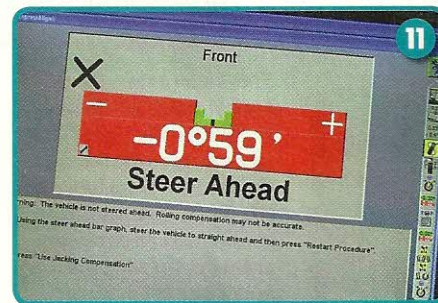 11
Front
− +
-0°59'
Steer Ahead
ning: The vehicle is not steered ahead. Rolling compensation may not be accurate.
Using the steer ahead bar graph, steer the vehicle to straight ahead and then press "Restart Procedure".
ress "Use Jacking Compensation"